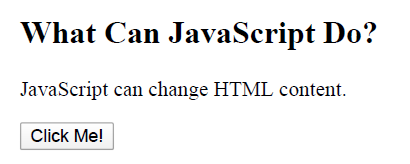 What Can JavaScript Do?
JavaScript can change HTML content.
Click Me!